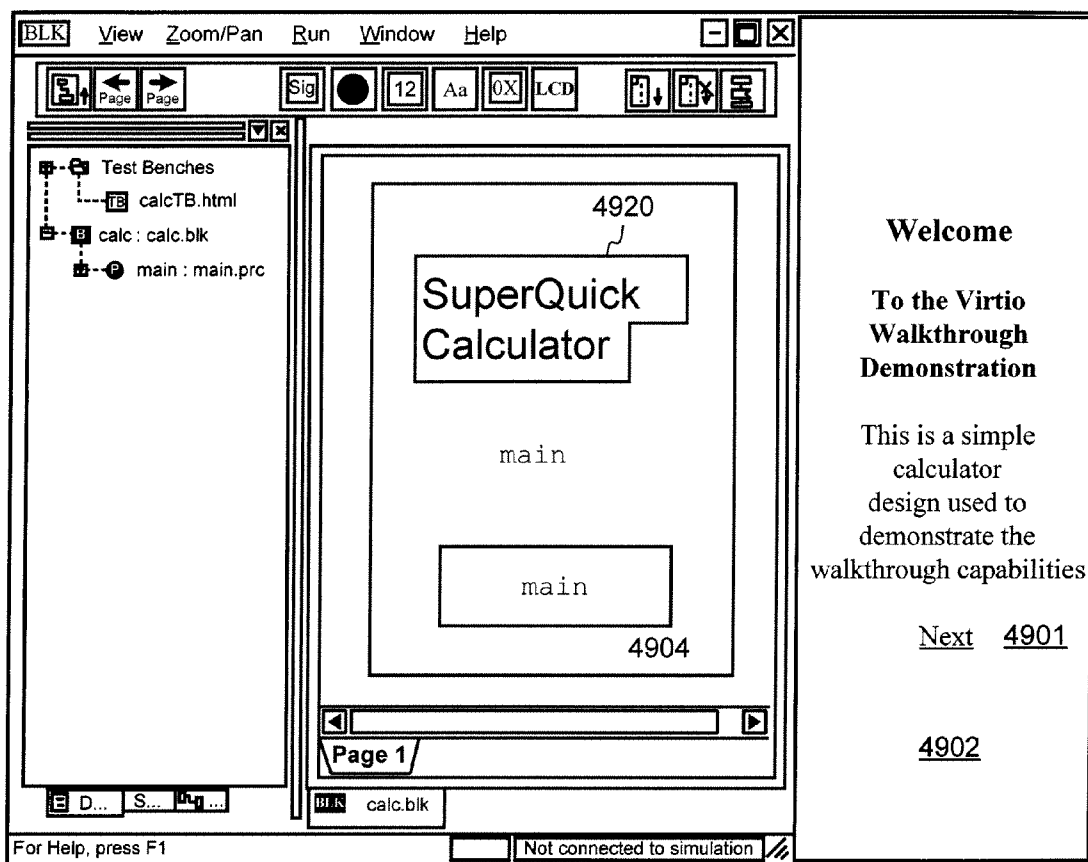 BLK View Zoom/Pan Run Window Help
Page Page Sig 12 Aa 0X LCD
Test Benches
TB calcTB.html
B calc : calc.blk
P main : main.prc
4920
SuperQuick
Calculator
main
main
4904
Page 1
D... S... ...
BLK calc.blk
For Help, press F1
Not connected to simulation
Welcome
To the Virtio
Walkthrough
Demonstration
This is a simple
calculator
design used to
demonstrate the
walkthrough capabilities
Next 4901
4902